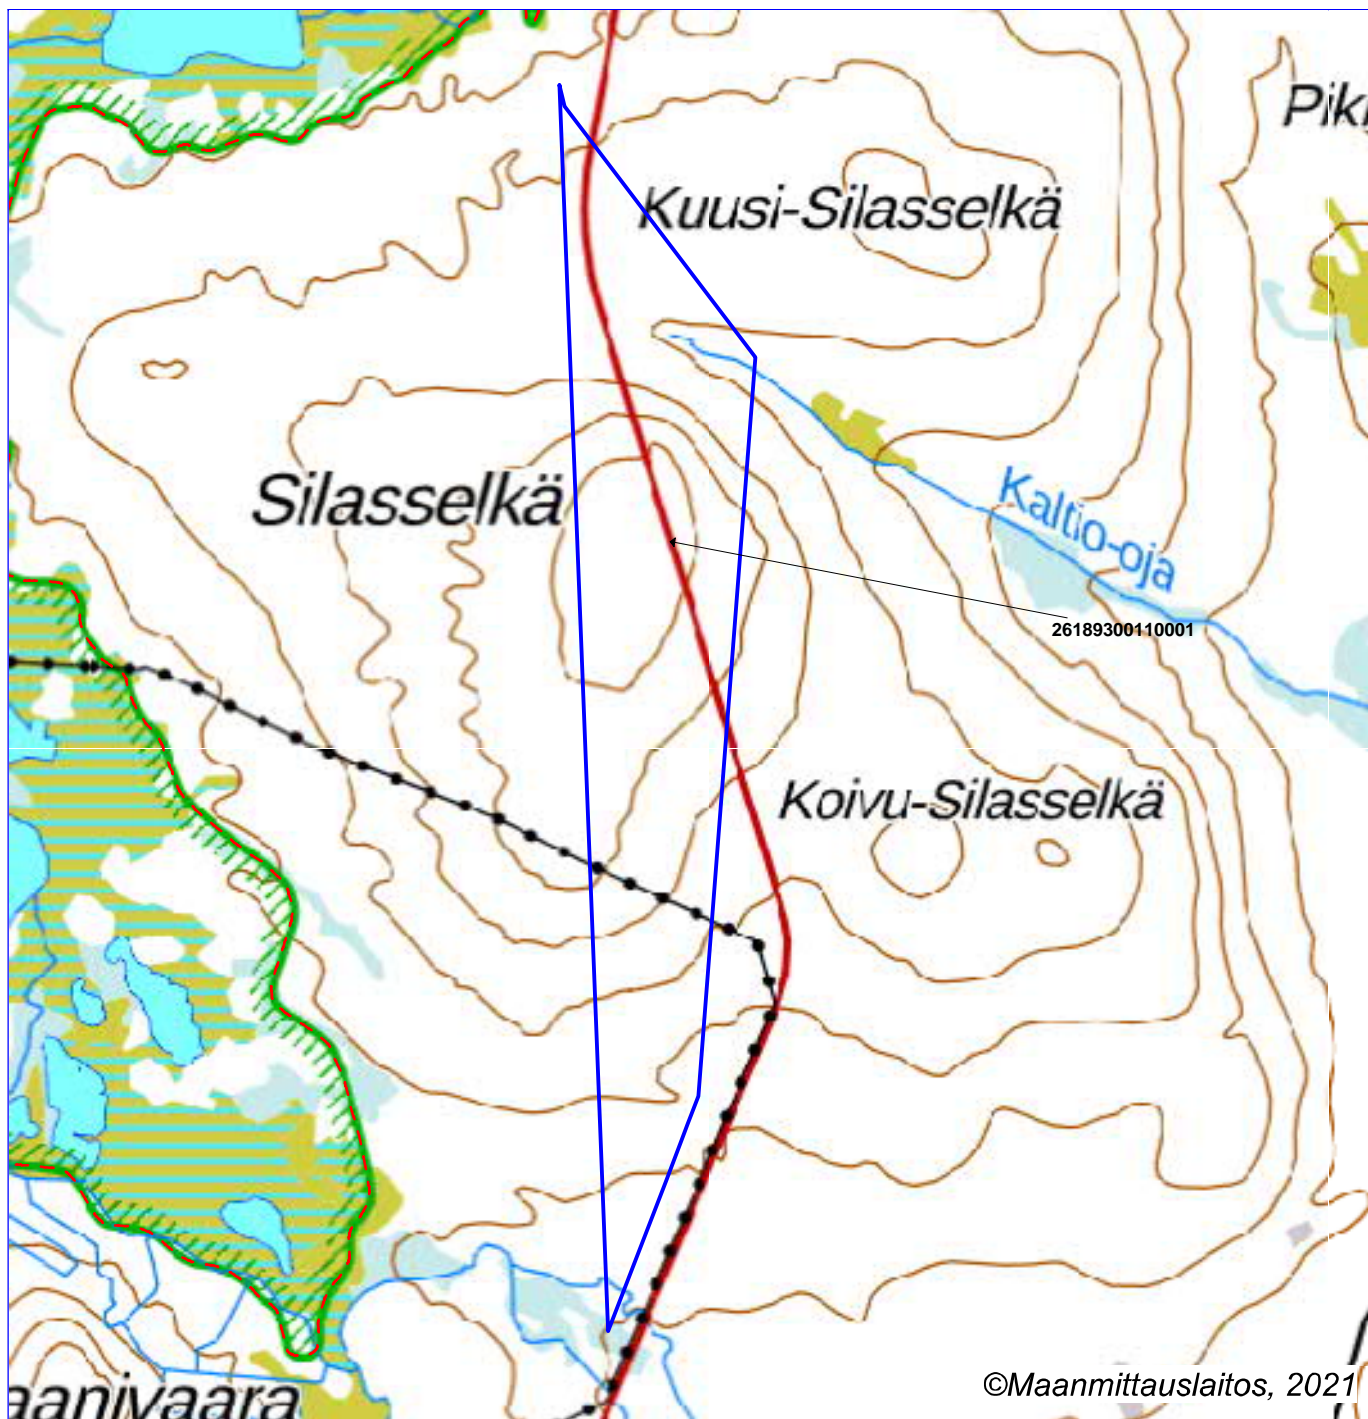 Kuusi-Silasselkä
Silasselkä
Kaltio-oja
26189300110001
Koivu-Silasselkä
©Maanmittauslaitos, 2021